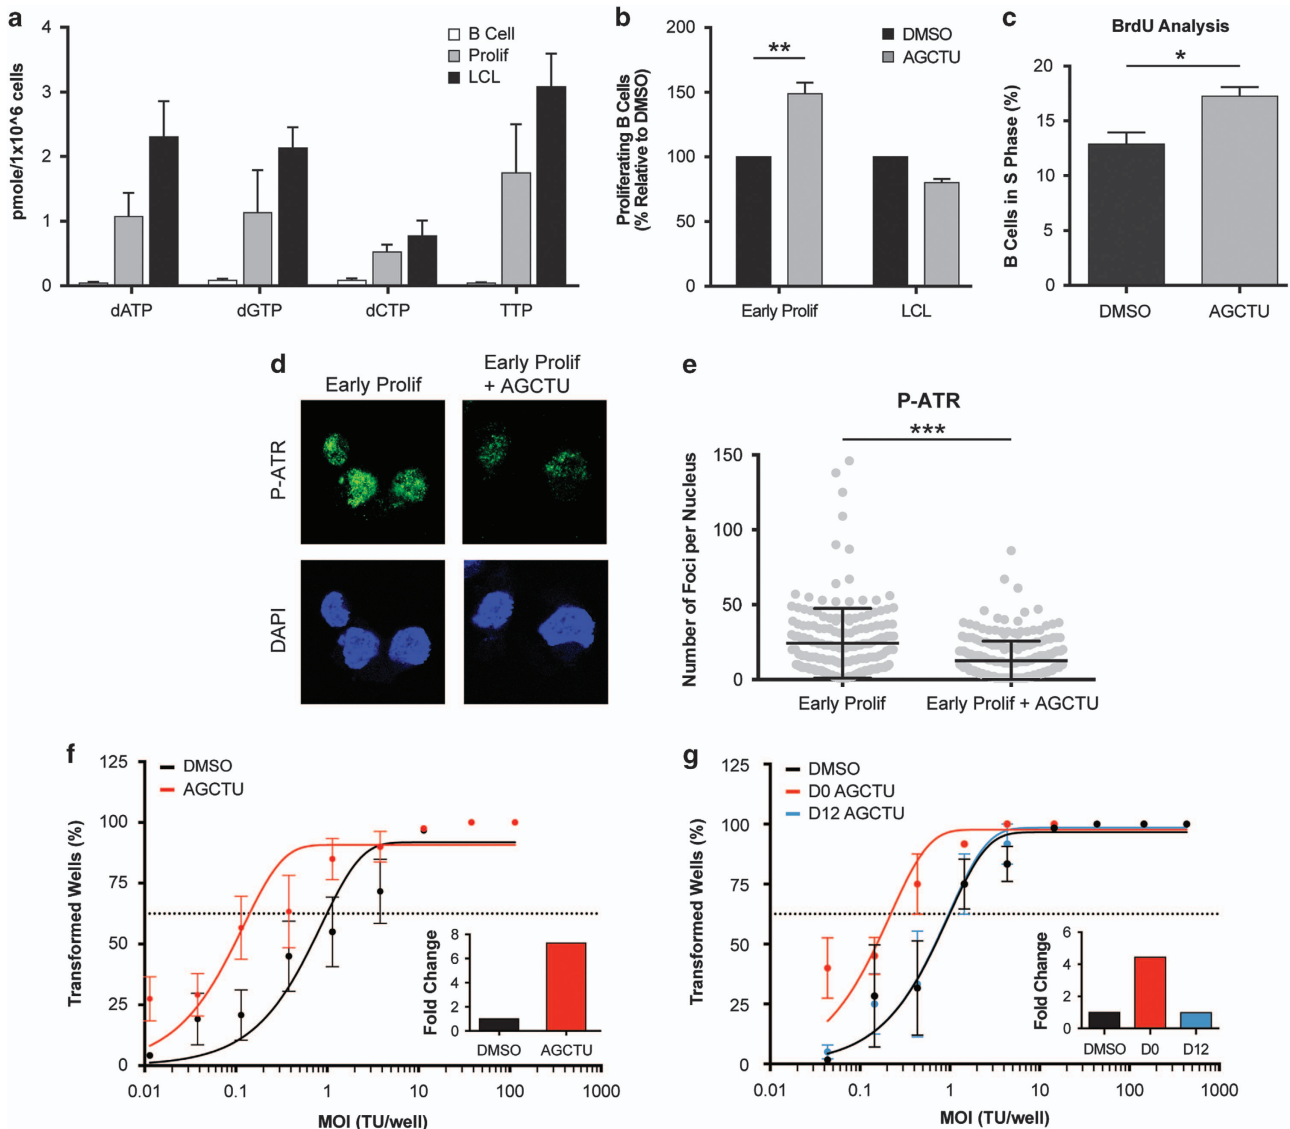 a
4
3
2
1
0
pmole/1x10^6 cells
B Cell
Prolif
LCL
dATP
dGTP
dCTP
TTP
b
200
150
100
50
0
Proliferating B Cells
(% Relative to DMSO)
DMSO
AGCTU
**
Early Prolif
LCL
c
BrdU Analysis
20
15
10
5
0
B Cells in S Phase (%)
*
DMSO
AGCTU
d
Early Prolif
Early Prolif
+ AGCTU
P-ATR
DAPI
e
P-ATR
***
150
100
50
0
Number of Foci per Nucleus
Early Prolif
Early Prolif + AGCTU
f
125
100
75
50
25
0
Transformed Wells (%)
DMSO
AGCTU
8
6
4
2
0
Fold Change
DMSO
AGCTU
0.01
0.1
1
10
100
1000
MOI (TU/well)
g
125
100
75
50
25
0
Transformed Wells (%)
DMSO
D0 AGCTU
D12 AGCTU
6
4
2
0
Fold Change
DMSO
D0
D12
0.01
0.1
1
10
100
1000
MOI (TU/well)